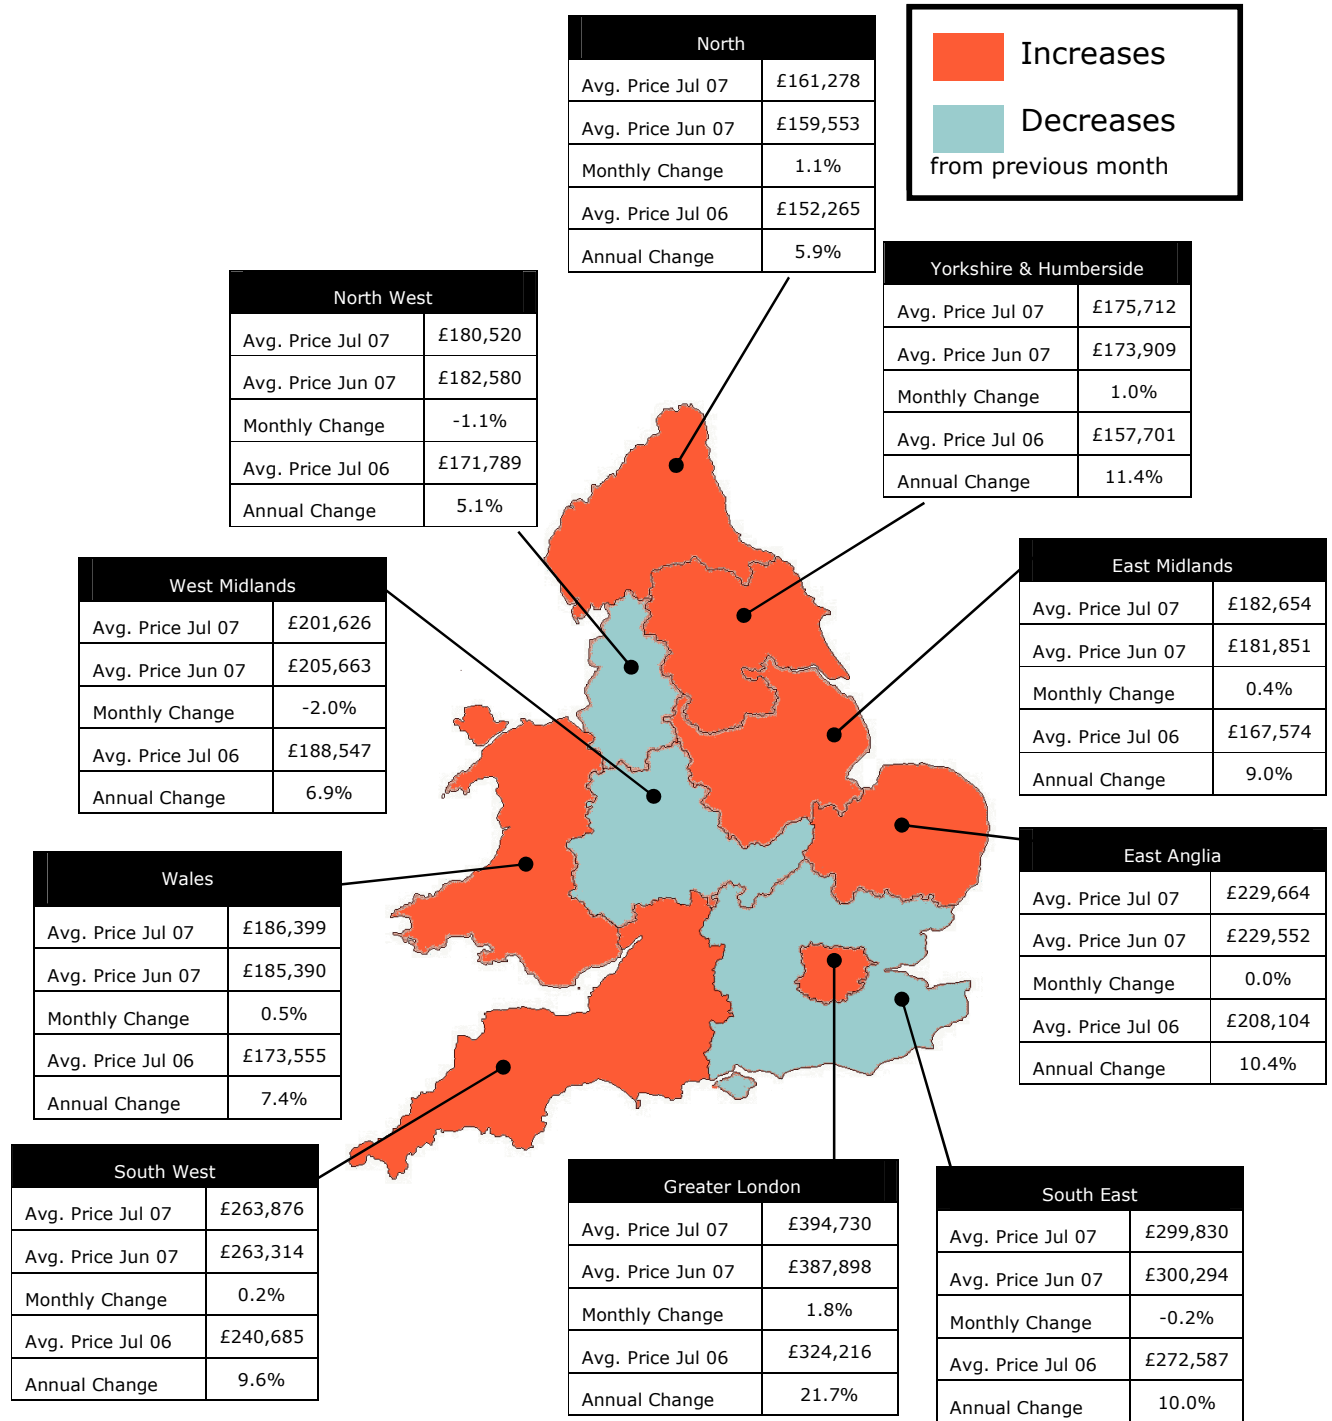 North
Avg. Price Jul 07 £161,278
Avg. Price Jun 07 £159,553
Monthly Change 1.1%
Avg. Price Jul 06 £152,265
Annual Change 5.9%
Increases
Decreases
from previous month
North West
Avg. Price Jul 07 £180,520
Avg. Price Jun 07 £182,580
Monthly Change -1.1%
Avg. Price Jul 06 £171,789
Annual Change 5.1%
Yorkshire & Humberside
Avg. Price Jul 07 £175,712
Avg. Price Jun 07 £173,909
Monthly Change 1.0%
Avg. Price Jul 06 £157,701
Annual Change 11.4%
West Midlands
Avg. Price Jul 07 £201,626
Avg. Price Jun 07 £205,663
Monthly Change -2.0%
Avg. Price Jul 06 £188,547
Annual Change 6.9%
East Midlands
Avg. Price Jul 07 £182,654
Avg. Price Jun 07 £181,851
Monthly Change 0.4%
Avg. Price Jul 06 £167,574
Annual Change 9.0%
Wales
Avg. Price Jul 07 £186,399
Avg. Price Jun 07 £185,390
Monthly Change 0.5%
Avg. Price Jul 06 £173,555
Annual Change 7.4%
East Anglia
Avg. Price Jul 07 £229,664
Avg. Price Jun 07 £229,552
Monthly Change 0.0%
Avg. Price Jul 06 £208,104
Annual Change 10.4%
South West
Avg. Price Jul 07 £263,876
Avg. Price Jun 07 £263,314
Monthly Change 0.2%
Avg. Price Jul 06 £240,685
Annual Change 9.6%
Greater London
Avg. Price Jul 07 £394,730
Avg. Price Jun 07 £387,898
Monthly Change 1.8%
Avg. Price Jul 06 £324,216
Annual Change 21.7%
South East
Avg. Price Jul 07 £299,830
Avg. Price Jun 07 £300,294
Monthly Change -0.2%
Avg. Price Jul 06 £272,587
Annual Change 10.0%